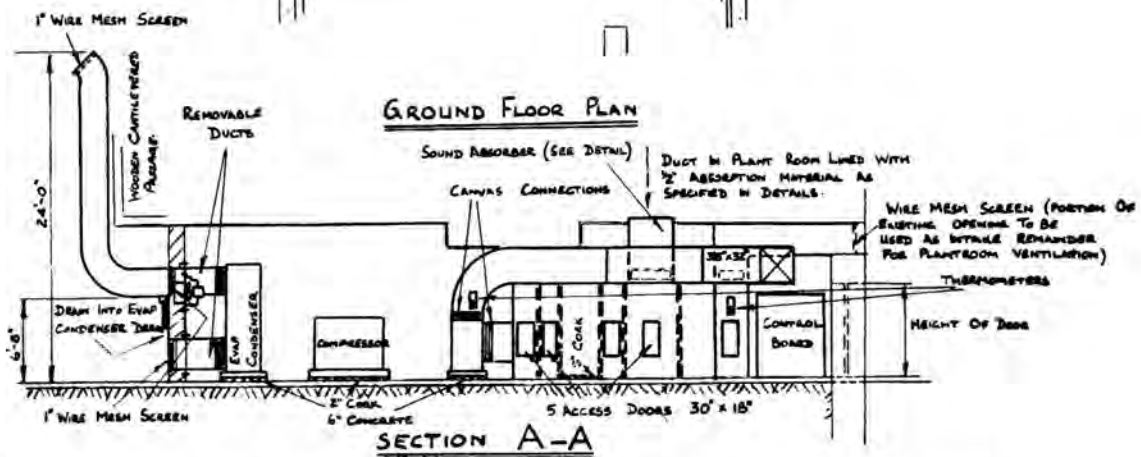 1" WIRE MESH SCREEN
WOODEN CANTILEVERED
REMOVABLE
DUCTS
24'-0"
GROUND FLOOR PLAN
SOUND ABSORBER (SEE DETAIL)
CANVAS CONNECTIONS
DUCT IN PLANT ROOM LINED WITH
½" ABSORPTION MATERIAL AS
SPECIFIED IN DETAILS.
WIRE MESH SCREEN (PORTION OF
EXISTING OPENING TO BE
USED AS INTAKE REMAINDER
FOR PLANTROOM VENTILATION)
THERMOMETERS
DRAIN INTO EVAP
CONDENSER DRAIN
6'-8"
EVAP
CONDENSER
COMPRESSOR
CORK
CONTROL
BOARD
HEIGHT OF DOOR
1" WIRE MESH SCREEN
2" CORK
6" CONCRETE
5 ACCESS DOORS 30" x 18"
SECTION A-A